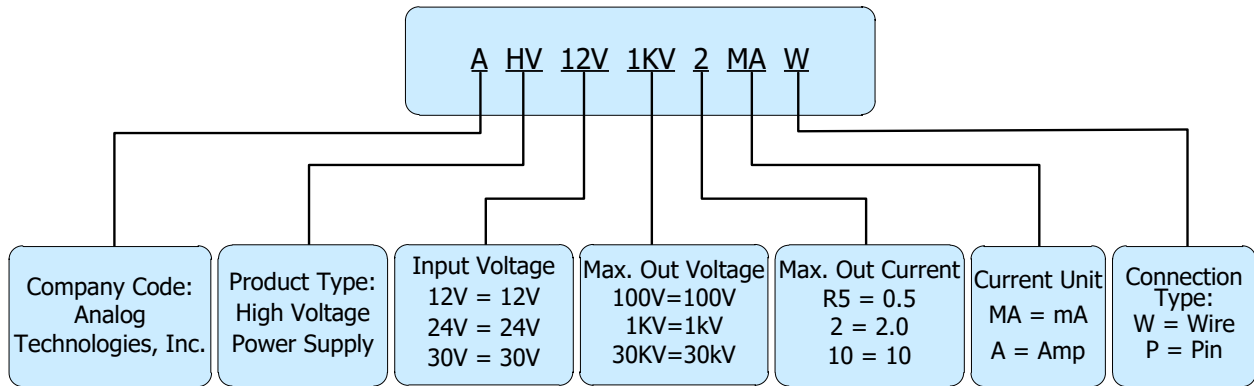 A HV 12V 1KV 2 MA W
Company Code:
Analog
Technologies, Inc.
Product Type:
High Voltage
Power Supply
Input Voltage
12V = 12V
24V = 24V
30V = 30V
Max. Out Voltage
100V=100V
1KV=1kV
30KV=30kV
Max. Out Current
R5 = 0.5
2 = 2.0
10 = 10
Current Unit
MA = mA
A = Amp
Connection
Type:
W = Wire
P = Pin